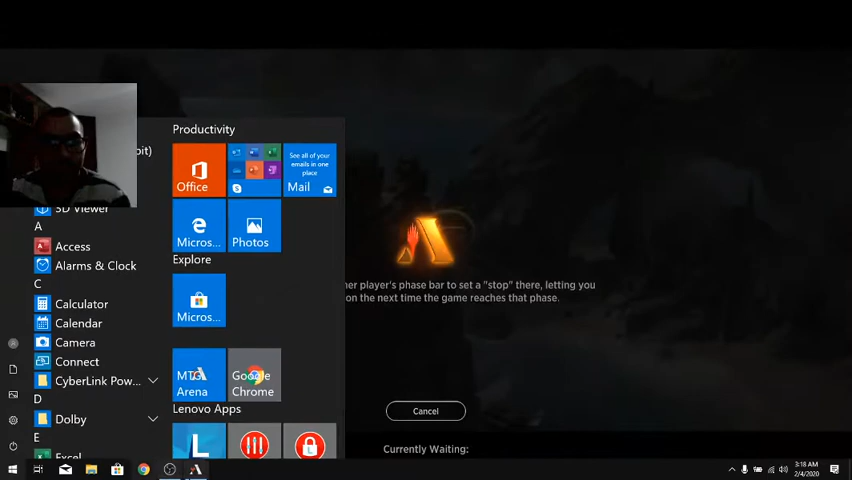 Productivity
it)
Office
See all of your
emails in one
place
Mail
3D Viewer
A
Access
Micros...
Photos
Alarms & Clock
Explore
C
Micros...
Calculator
Calendar
Camera
Connect
CyberLink Pow...
MTG
Arena
Google
Chrome
D
Lenovo Apps
Dolby
E
Excel
L
her player's phase bar to set a "stop" there, letting you
on the next time the game reaches that phase.
Cancel
Currently Waiting:
3:18 AM
2/4/2020